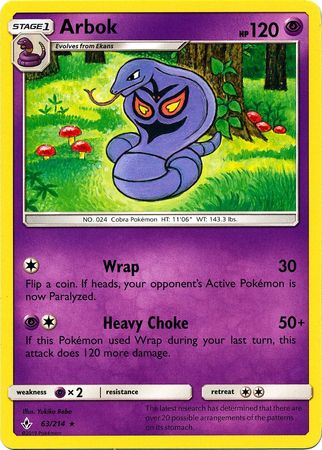 STAGE 1 Arbok HP 120
Evolves from Ekans
NO. 024 Cobra Pokémon HT: 11'06" WT: 143.3 lbs.
Wrap 30
Flip a coin. If heads, your opponent's Active Pokémon is
now Paralyzed.
Heavy Choke 50+
If this Pokémon used Wrap during your last turn, this
attack does 120 more damage.
weakness ×2 resistance retreat
Illus. Yukiko Baba
The latest research has determined that there are
over 20 possible arrangements of the patterns
on its stomach.
63/214 ★
©2019 Pokémon